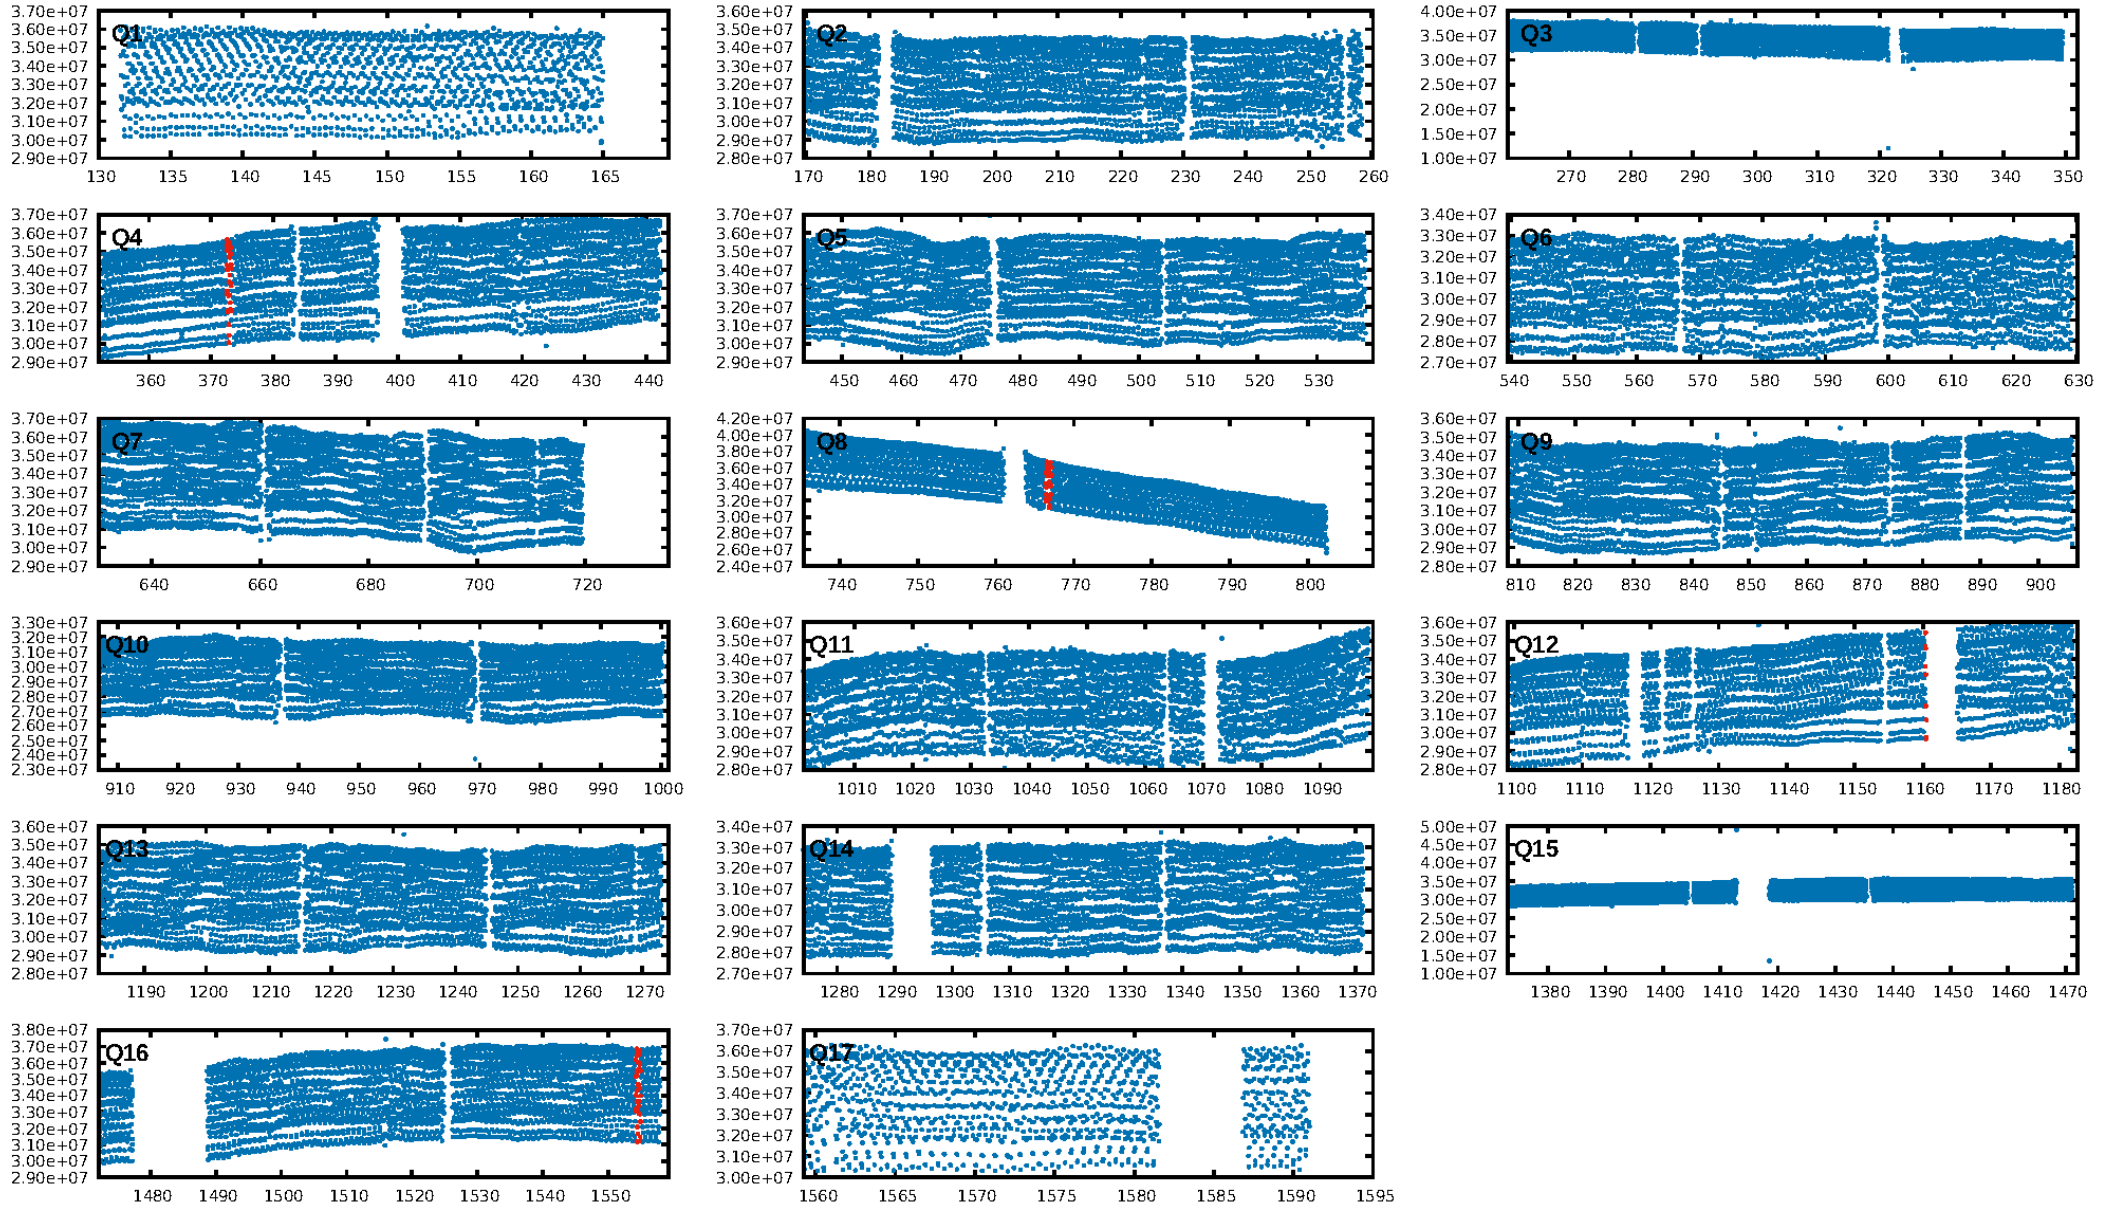 Q1
3.70e+07
3.60e+07
3.50e+07
3.40e+07
3.30e+07
3.20e+07
3.10e+07
3.00e+07
2.90e+07
130 135 140 145 150 155 160 165
Q2
3.60e+07
3.50e+07
3.40e+07
3.30e+07
3.20e+07
3.10e+07
3.00e+07
2.90e+07
2.80e+07
170 180 190 200 210 220 230 240 250 260
Q3
4.00e+07
3.50e+07
3.00e+07
2.50e+07
2.00e+07
1.50e+07
1.00e+07
270 280 290 300 310 320 330 340 350
Q4
3.70e+07
3.60e+07
3.50e+07
3.40e+07
3.30e+07
3.20e+07
3.10e+07
3.00e+07
2.90e+07
360 370 380 390 400 410 420 430 440
Q5
3.70e+07
3.60e+07
3.50e+07
3.40e+07
3.30e+07
3.20e+07
3.10e+07
3.00e+07
2.90e+07
450 460 470 480 490 500 510 520 530
Q6
3.40e+07
3.30e+07
3.20e+07
3.10e+07
3.00e+07
2.90e+07
2.80e+07
2.70e+07
540 550 560 570 580 590 600 610 620 630
Q7
3.70e+07
3.60e+07
3.50e+07
3.40e+07
3.30e+07
3.20e+07
3.10e+07
3.00e+07
2.90e+07
640 660 680 700 720
Q8
4.20e+07
4.00e+07
3.80e+07
3.60e+07
3.40e+07
3.20e+07
3.00e+07
2.80e+07
2.60e+07
2.40e+07
740 750 760 770 780 790 800
Q9
3.60e+07
3.50e+07
3.40e+07
3.30e+07
3.20e+07
3.10e+07
3.00e+07
2.90e+07
2.80e+07
810 820 830 840 850 860 870 880 890 900
Q10
3.30e+07
3.20e+07
3.10e+07
3.00e+07
2.90e+07
2.80e+07
2.70e+07
2.60e+07
2.50e+07
2.40e+07
2.30e+07
910 920 930 940 950 960 970 980 990 1000
Q11
3.60e+07
3.50e+07
3.40e+07
3.30e+07
3.20e+07
3.10e+07
3.00e+07
2.90e+07
2.80e+07
1010 1020 1030 1040 1050 1060 1070 1080 1090
Q12
3.60e+07
3.50e+07
3.40e+07
3.30e+07
3.20e+07
3.10e+07
3.00e+07
2.90e+07
2.80e+07
1100 1110 1120 1130 1140 1150 1160 1170 1180
Q13
3.60e+07
3.50e+07
3.40e+07
3.30e+07
3.20e+07
3.10e+07
3.00e+07
2.90e+07
2.80e+07
1190 1200 1210 1220 1230 1240 1250 1260 1270
Q14
3.40e+07
3.30e+07
3.20e+07
3.10e+07
3.00e+07
2.90e+07
2.80e+07
2.70e+07
1280 1290 1300 1310 1320 1330 1340 1350 1360 1370
Q15
5.00e+07
4.50e+07
4.00e+07
3.50e+07
3.00e+07
2.50e+07
2.00e+07
1.50e+07
1.00e+07
1380 1390 1400 1410 1420 1430 1440 1450 1460 1470
Q16
3.80e+07
3.70e+07
3.60e+07
3.50e+07
3.40e+07
3.30e+07
3.20e+07
3.10e+07
3.00e+07
2.90e+07
1480 1490 1500 1510 1520 1530 1540 1550
Q17
3.70e+07
3.60e+07
3.50e+07
3.40e+07
3.30e+07
3.20e+07
3.10e+07
3.00e+07
1560 1565 1570 1575 1580 1585 1590 1595